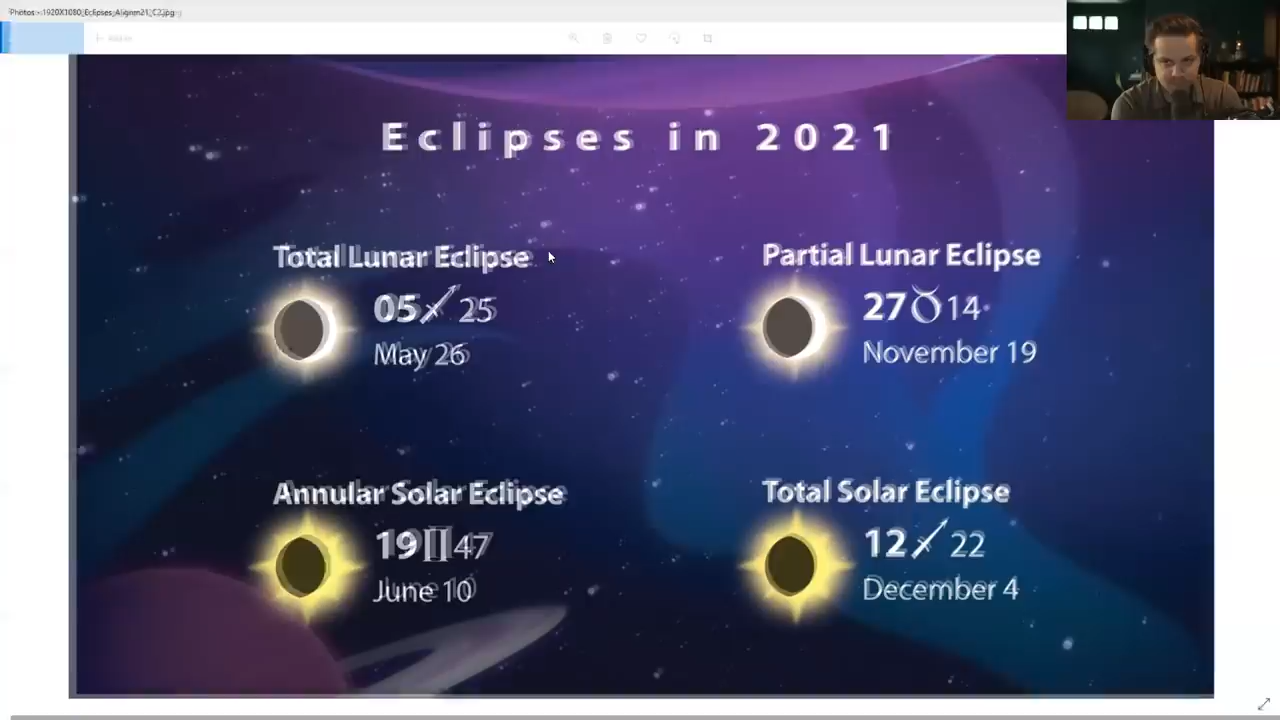 Eclipses in 2021
Total Lunar Eclipse
05♐25
May 26
Partial Lunar Eclipse
27♉14
November 19
Annular Solar Eclipse
19♊47
June 10
Total Solar Eclipse
12♐22
December 4